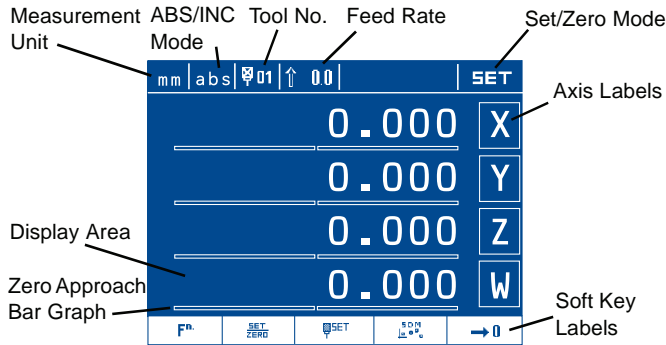 Measurement Unit
ABS/INC Mode
Tool No.
Feed Rate
Set/Zero Mode
mm abs 01 ⇧ 0.0 SET
Axis Labels
0.000 X
0.000 Y
0.000 Z
0.000 W
Display Area
Zero Approach
Bar Graph
Fn. SET ZERO SET SDM →0
Soft Key
Labels